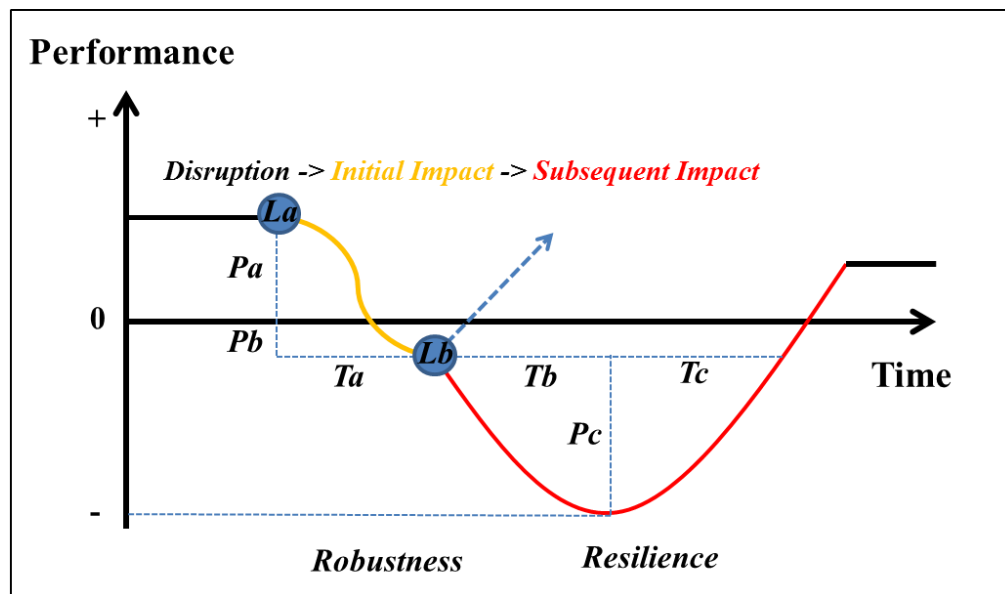 Performance
+
Disruption -> Initial Impact -> Subsequent Impact
La
Pa
0
Pb
Lb
Ta
Tb
Tc
Time
Pc
-
Robustness
Resilience